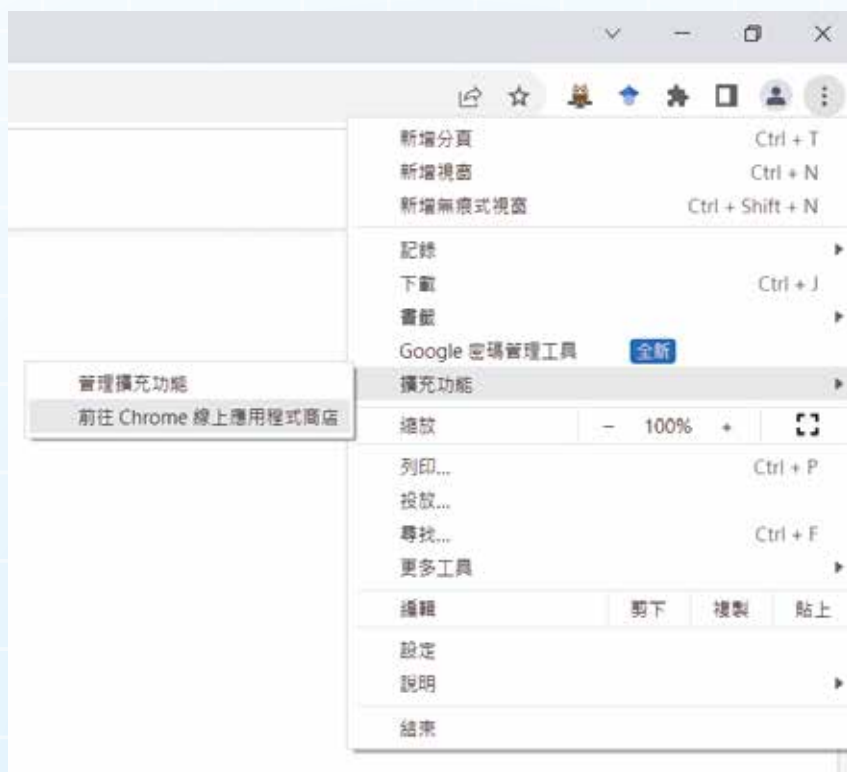 新增分頁 Ctrl + T
新增視窗 Ctrl + N
新增無痕式視窗 Ctrl + Shift + N
記錄
下載 Ctrl + J
書籤
Google 密碼管理工具 全新
擴充功能
管理擴充功能
前往 Chrome 線上應用程式商店
縮放 - 100% +
列印... Ctrl + P
投放...
尋找... Ctrl + F
更多工具
編輯 剪下 複製 貼上
設定
說明
結束